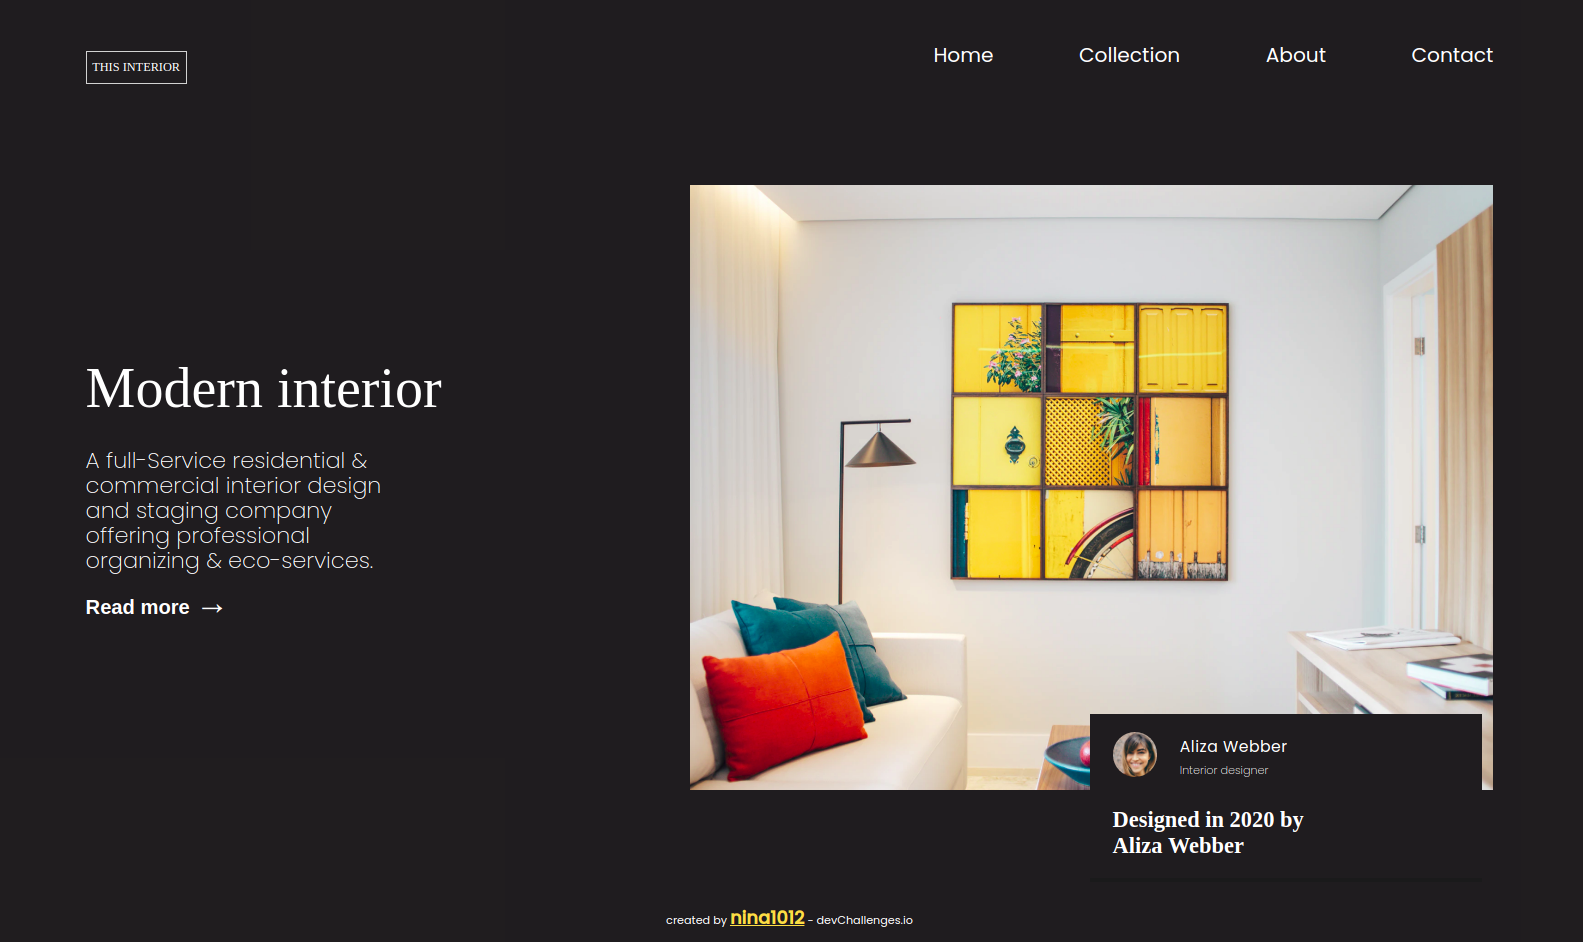 THIS INTERIOR
Home
Collection
About
Contact
Modern interior
A full-Service residential &
commercial interior design
and staging company
offering professional
organizing & eco-services.
Read more →
Aliza Webber
Interior designer
Designed in 2020 by
Aliza Webber
created by nina1012 - devChallenges.io